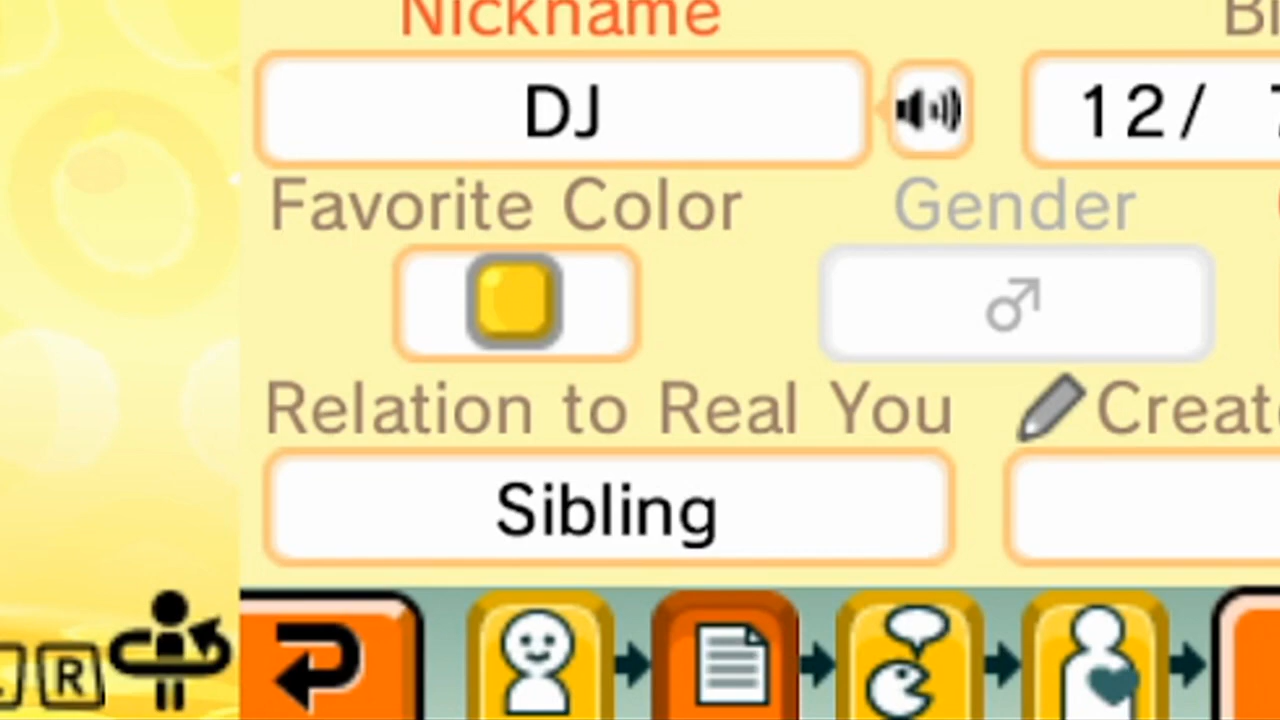 Nickname
DJ
12/
Favorite Color
Gender
♂
Relation to Real You
Sibling
R